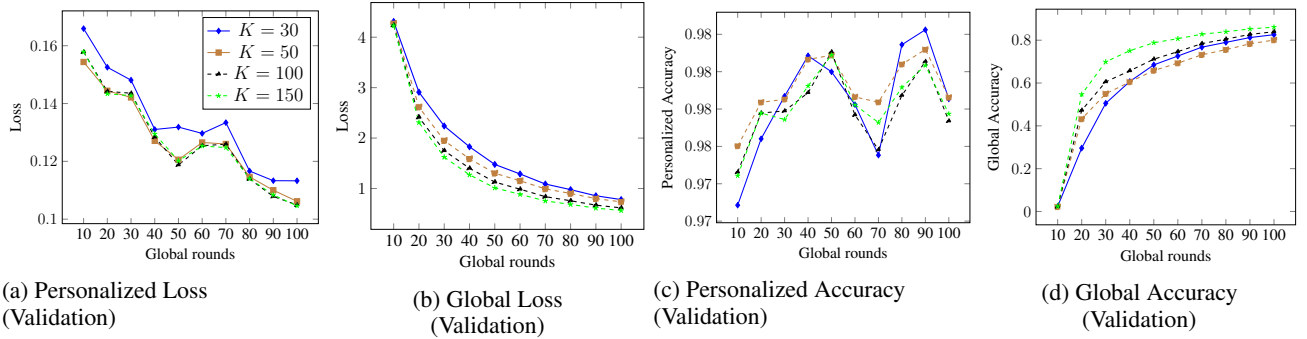 0.16
0.14
0.12
0.1
Loss
10 20 30 40 50 60 70 80 90 100
Global rounds
K = 30
K = 50
K = 100
K = 150
(a) Personalized Loss
(Validation)
4
3
2
1
Loss
10 20 30 40 50 60 70 80 90 100
Global rounds
(b) Global Loss
(Validation)
0.98
0.98
0.98
0.98
0.97
0.97
Personalized Accuracy
10 20 30 40 50 60 70 80 90 100
Global rounds
(c) Personalized Accuracy
(Validation)
0.8
0.6
0.4
0.2
0
Global Accuracy
10 20 30 40 50 60 70 80 90 100
Global rounds
(d) Global Accuracy
(Validation)